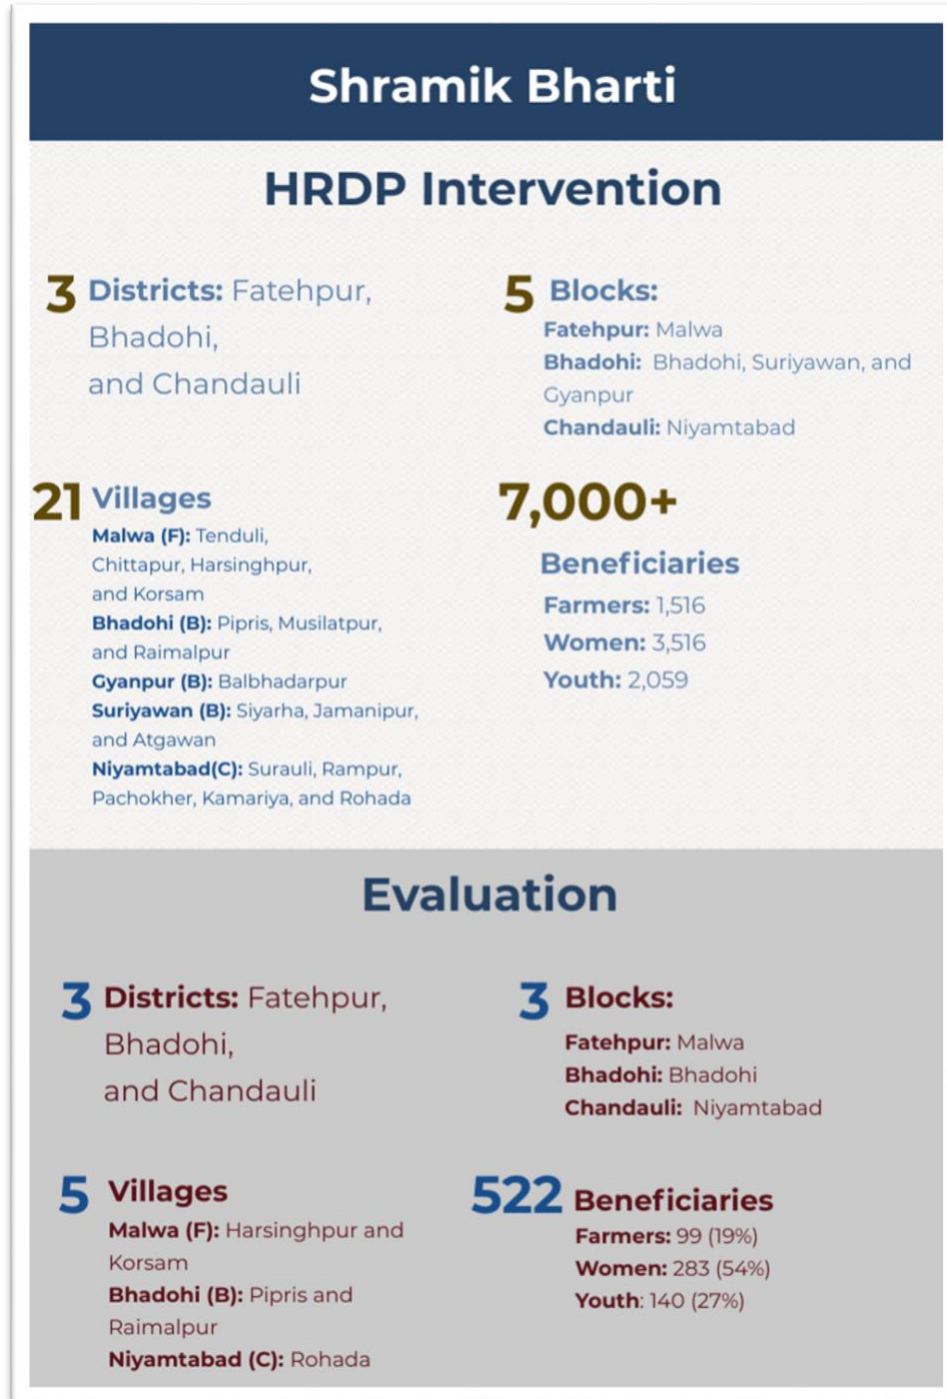 Shramik Bharti
HRDP Intervention
3 Districts: Fatehpur,
Bhadohi,
and Chandauli
5 Blocks:
Fatehpur: Malwa
Bhadohi: Bhadohi, Suriyawan, and
Gyanpur
Chandauli: Niyamtabad
21 Villages
Malwa (F): Tenduli,
Chittapur, Harsinghpur,
and Korsam
Bhadohi (B): Pipris, Musilatpur,
and Raimalpur
Gyanpur (B): Balbhadarpur
Suriyawan (B): Siyarha, Jamanipur,
and Atgawan
Niyamtabad(C): Surauli, Rampur,
Pachokher, Kamariya, and Rohada
7,000+
Beneficiaries
Farmers: 1,516
Women: 3,516
Youth: 2,059
Evaluation
3 Districts: Fatehpur,
Bhadohi,
and Chandauli
3 Blocks:
Fatehpur: Malwa
Bhadohi: Bhadohi
Chandauli: Niyamtabad
5 Villages
Malwa (F): Harsinghpur and
Korsam
Bhadohi (B): Pipris and
Raimalpur
Niyamtabad (C): Rohada
522 Beneficiaries
Farmers: 99 (19%)
Women: 283 (54%)
Youth: 140 (27%)